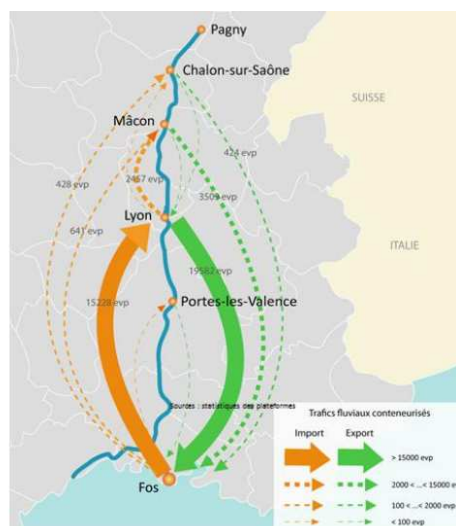 Pagny
Chalon-sur-Saône
SUISSE
Mâcon
424 evp
2457 evp
428 evp
3509 evp
Lyon
641 evp
ITALIE
19582 evp
15228 evp
Portes-les-Valence
Sources : statistiques des plateformes
Fos
Trafics fluviaux conteneurisés
Import Export
> 15000 evp
2000 < ...< 15000 evp
100 < ...< 2000 evp
< 100 evp